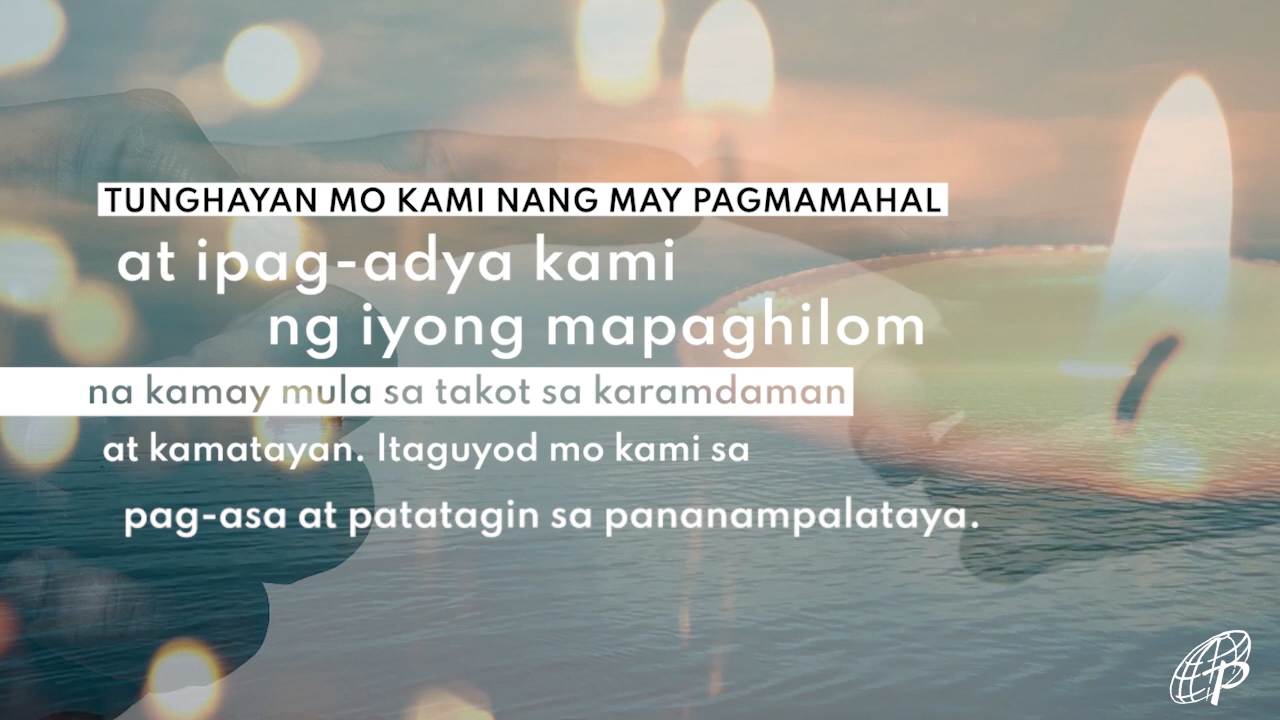 TUNGHAYAN MO KAMI NANG MAY PAGMAMAHAL
at ipag-adya kami
ng iyong mapaghilom
na kamay mula sa takot sa karamdaman
at kamatayan. Itaguyod mo kami sa
pag-asa at patatagin sa pananampalataya.